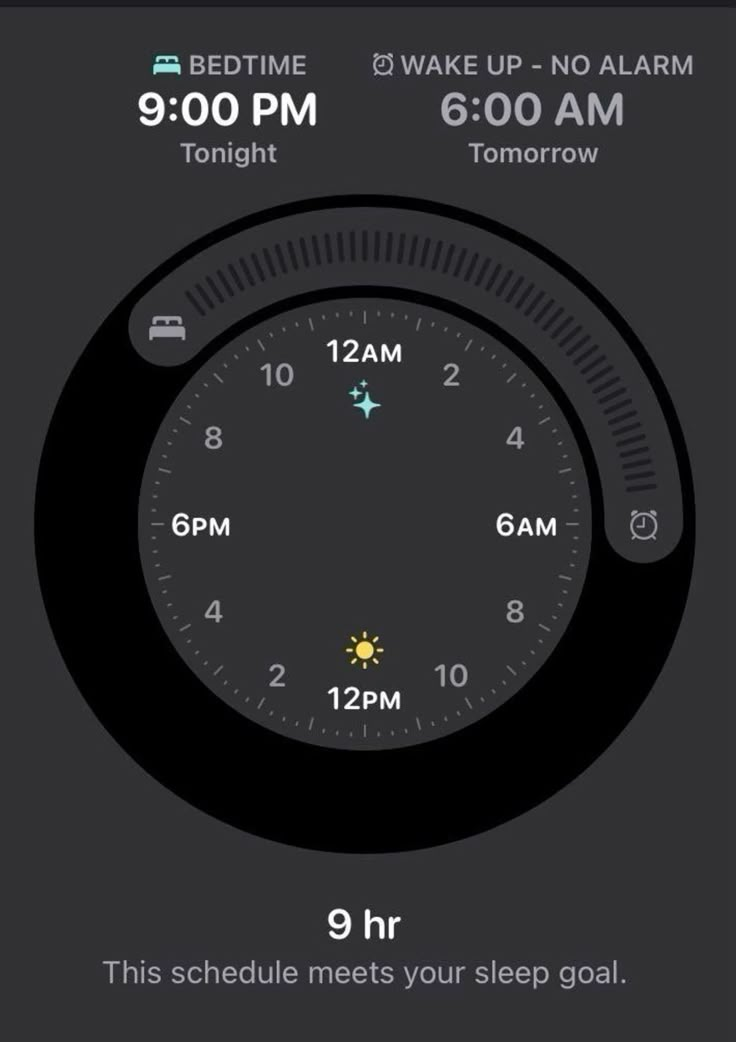 BEDTIME
WAKE UP - NO ALARM
9:00 PM
6:00 AM
Tonight
Tomorrow
12AM
10
2
8
4
6PM
6AM
4
8
2
10
12PM
9 hr
This schedule meets your sleep goal.